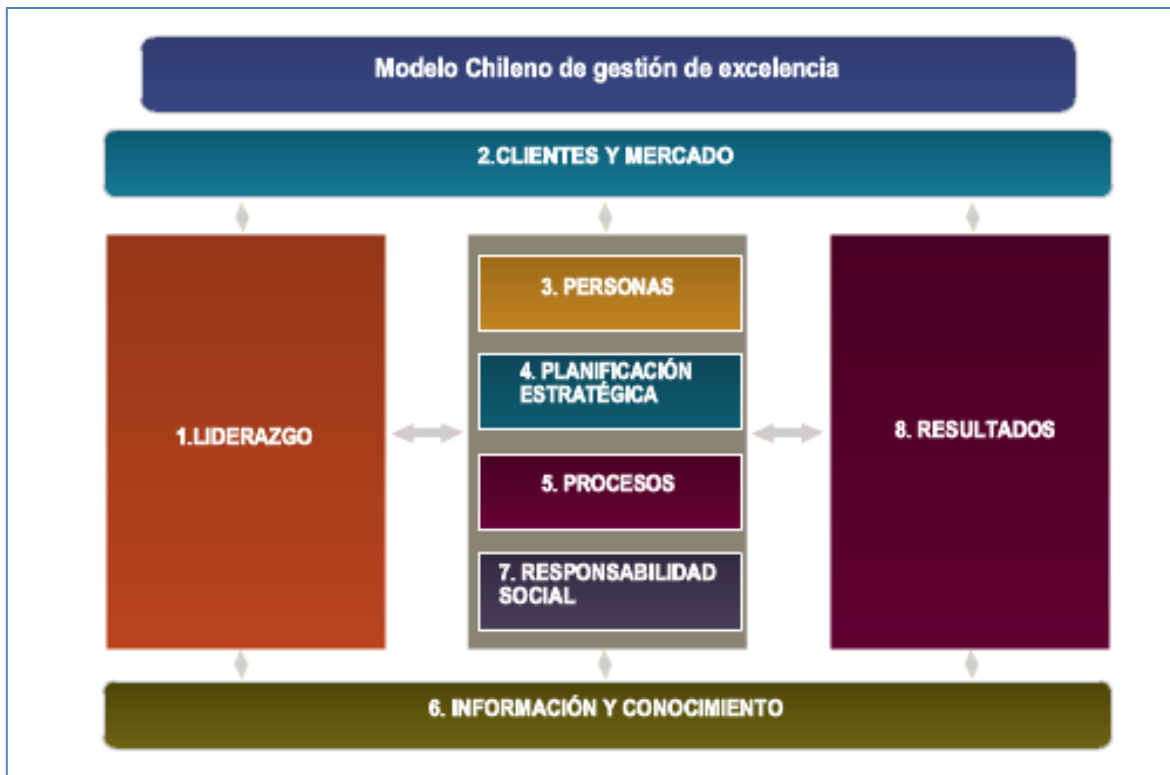 Modelo Chileno de gestión de excelencia
2.CLIENTES Y MERCADO
1.LIDERAZGO
3. PERSONAS
4. PLANIFICACIÓN
ESTRATÉGICA
5. PROCESOS
7. RESPONSABILIDAD
SOCIAL
8. RESULTADOS
6. INFORMACIÓN Y CONOCIMIENTO